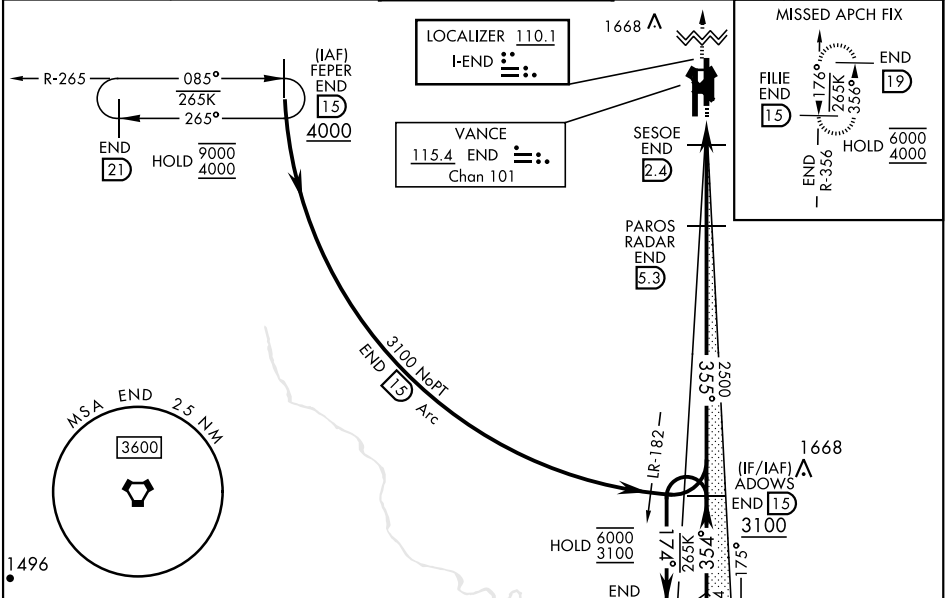 R-265
085°
265K
265°
(IAF)
FEPER
END
15
4000
END
21
HOLD 9000
4000
LOCALIZER 110.1
I-END
VANCE
115.4 END
Chan 101
1668
MISSED APCH FIX
FILIE
END
15
176°
265K
356°
END
19
HOLD 6000
4000
END
R-356
SESOE
END
2.4
PAROS
RADAR
END
5.3
3100 NoPT
END 15 Arc
355°
2500
MSA END 25 NM
3600
1496
LR-182
1668
(IF/IAF)
ADOWS
END 15
3100
HOLD 6000
3100
174°
265K
354°
175°
4
END